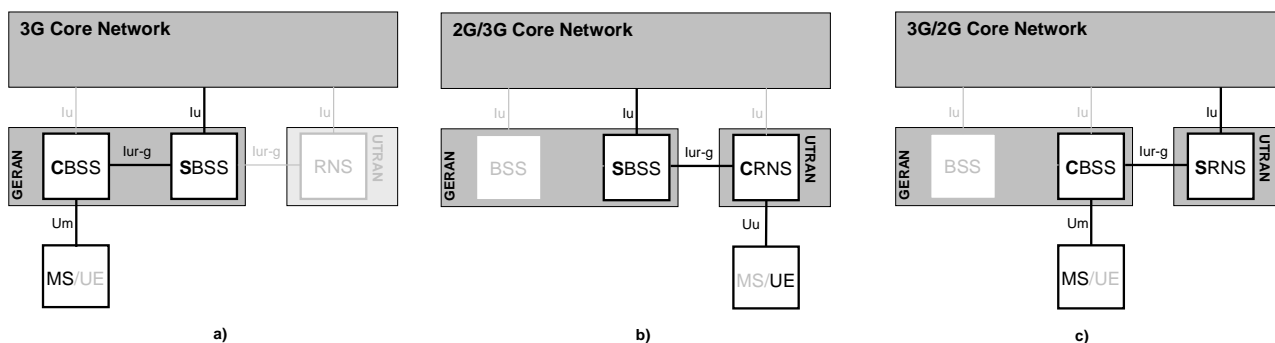 3G Core Network
Iu
Iu
Iu
GERAN
CBSS
Iur-g
SBSS
Iur-g
RNS
UTRAN
Um
MS/UE
a)
2G/3G Core Network
Iu
Iu
Iu
GERAN
BSS
SBSS
Iur-g
CRNS
UTRAN
Uu
MS/UE
b)
3G/2G Core Network
Iu
Iu
Iu
GERAN
BSS
CBSS
Iur-g
SRNS
UTRAN
Um
MS/UE
c)